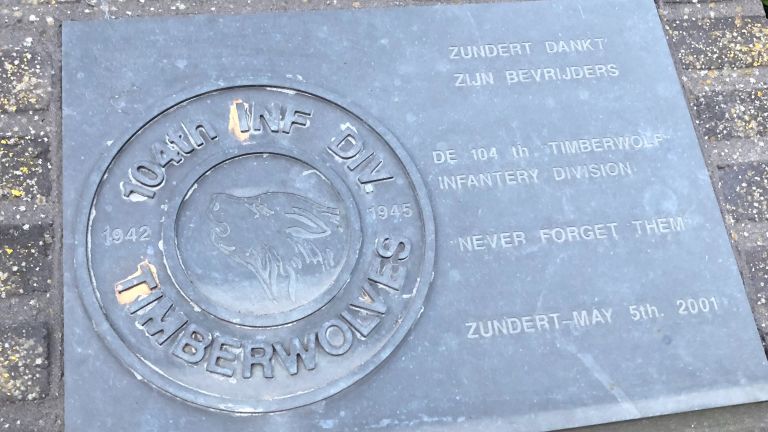 104th INF DIV.
1942 1945
TIMBERWOLVES
ZUNDERT DANKT
ZIJN BEVRIJDERS
DE 104 th "TIMBERWOLF"
INFANTERY DIVISION
"NEVER FORGET THEM"
ZUNDERT-MAY 5th. 2001